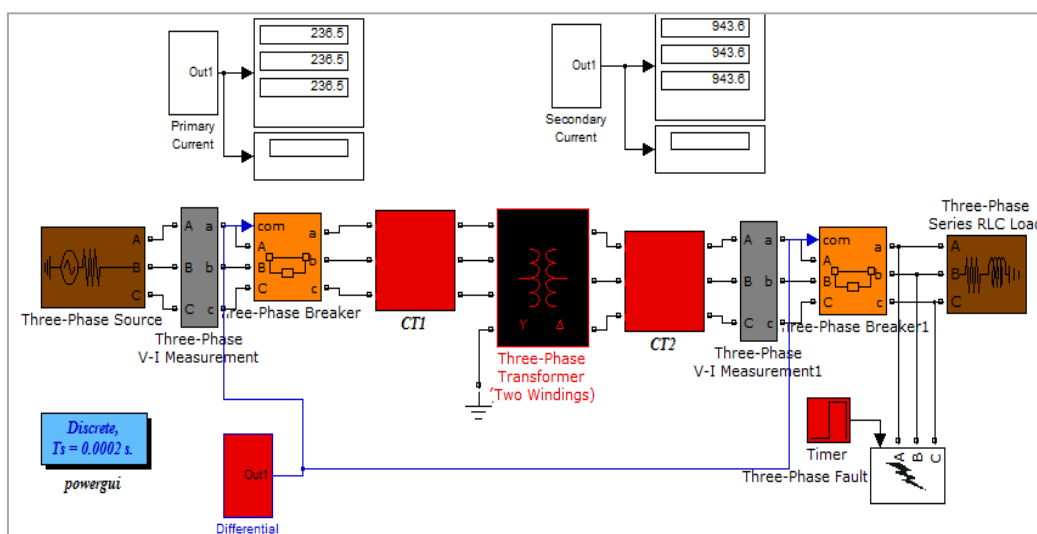 236.5
236.5
236.5
Out1
Primary
Current
943.6
943.6
943.6
Out1
Secondary
Current
Three-Phase
Series RLC Load
A
B
C
Three-Phase Source
A
B
C
a
b
c
Three-Phase
V-I Measurement
com
A
B
C
a
b
c
Three-Phase Breaker
CT1
Y Δ
Three-Phase
Transformer
(Two Windings)
CT2
A
B
C
a
b
c
Three-Phase
V-I Measurement1
com
A
B
C
a
b
c
Three-Phase Breaker1
A
B
C
Discrete,
Ts = 0.0002 s.
powergui
Out1
Differential
Timer
Three-Phase Fault
A
B
C